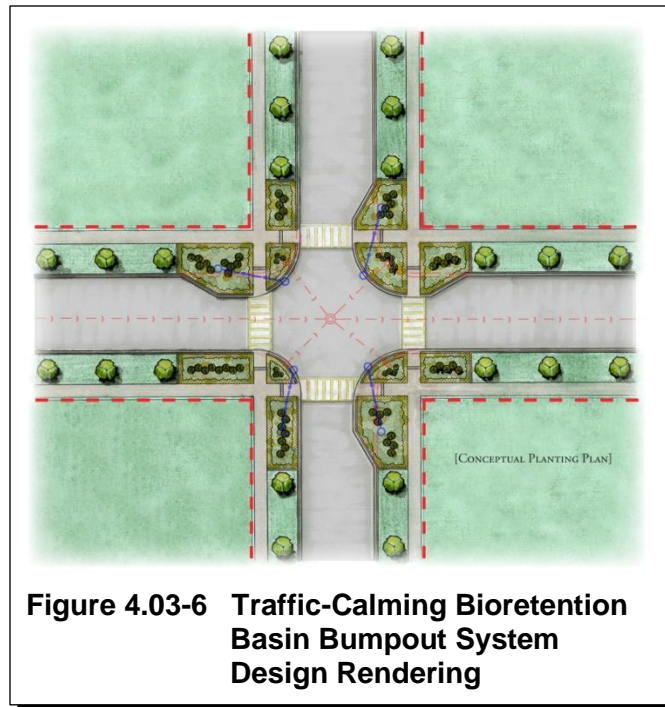 [CONCEPTUAL PLANTING PLAN]
Figure 4.03-6 Traffic-Calming Bioretention
Basin Bumpout System
Design Rendering